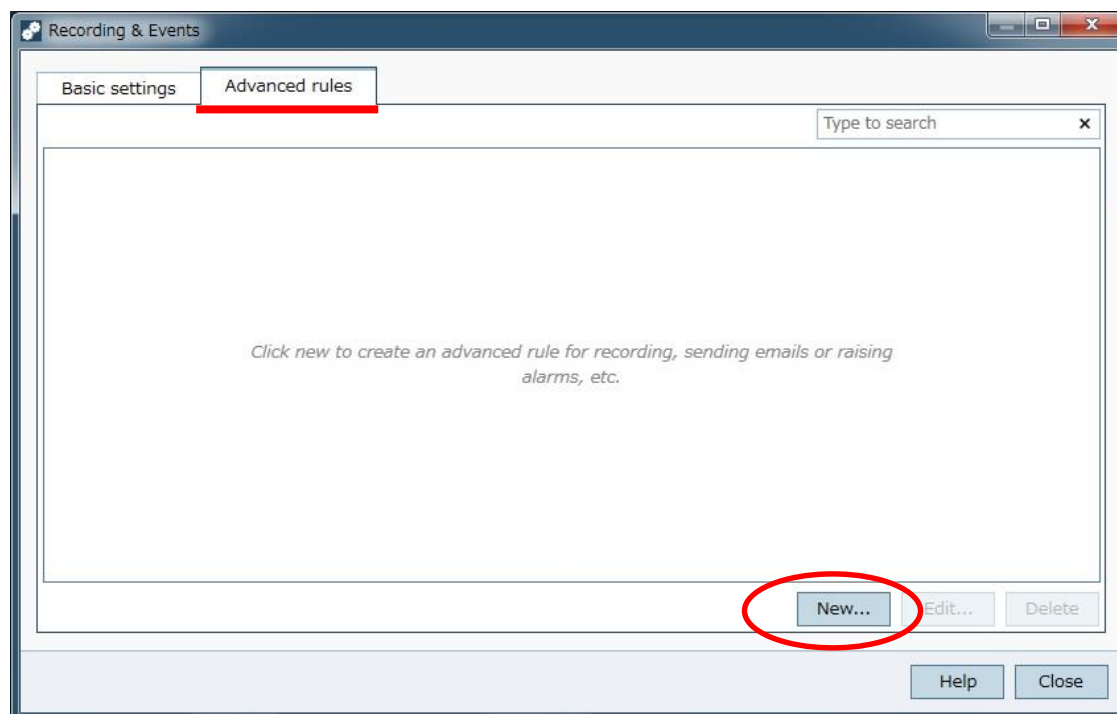 Recording & Events
Basic settings
Advanced rules
Type to search
Click new to create an advanced rule for recording, sending emails or raising
alarms, etc.
New...
Edit...
Delete
Help
Close